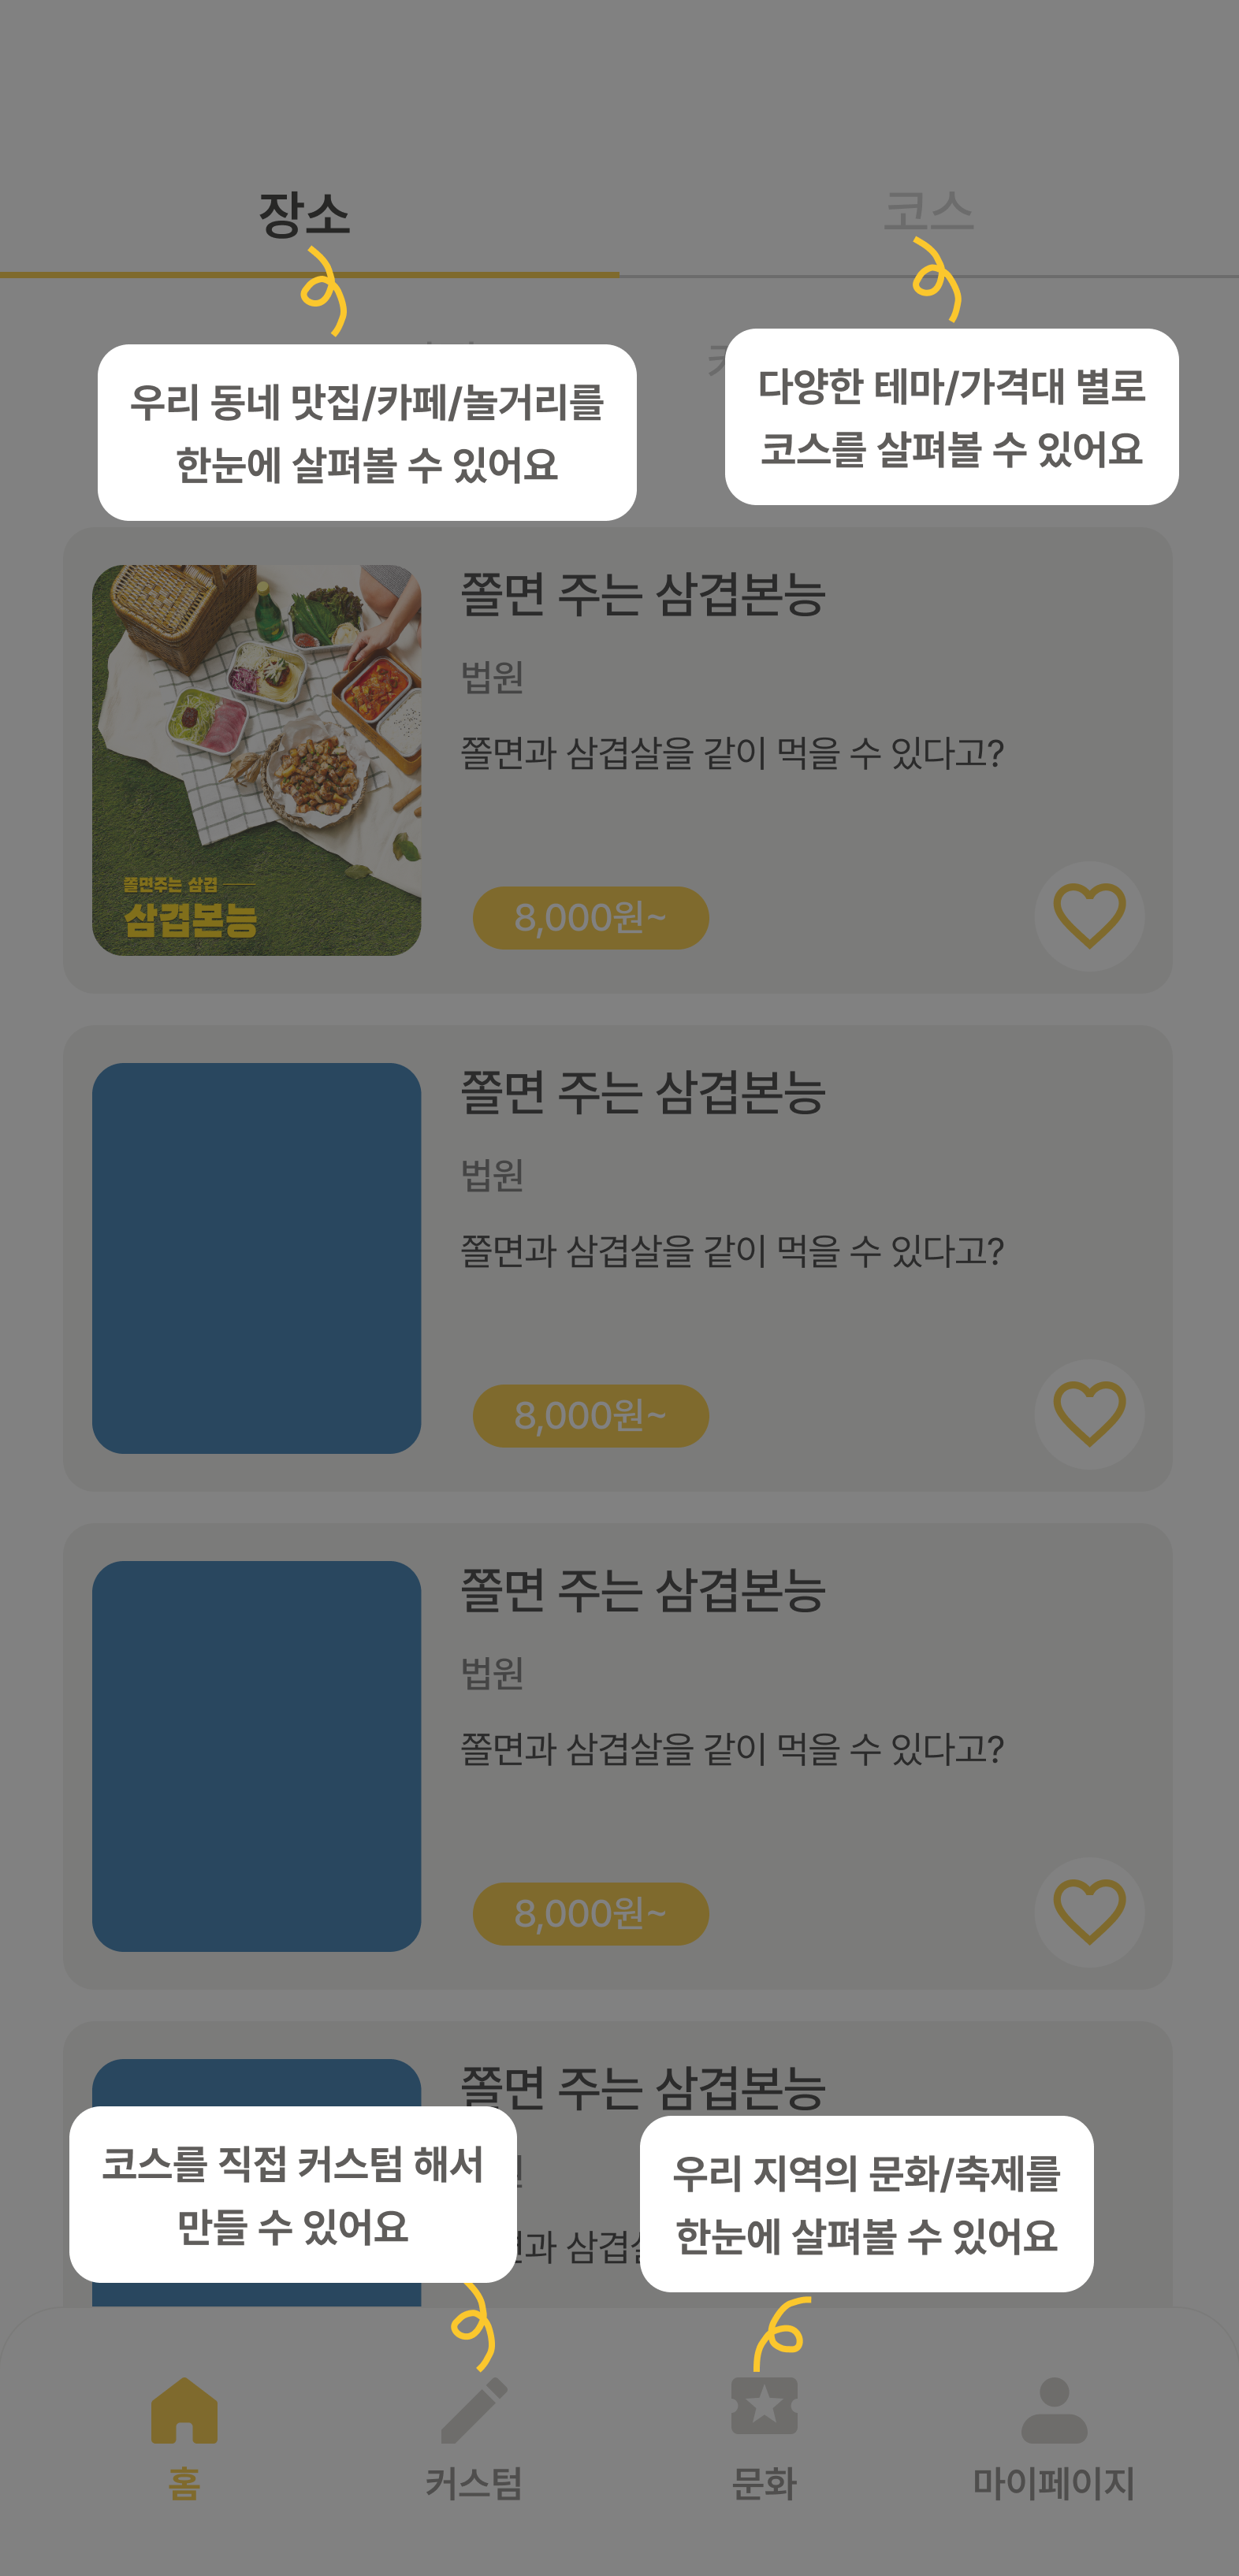 장소
코스
우리 동네 맛집/카페/놀거리를
한눈에 살펴볼 수 있어요
다양한 테마/가격대 별로
코스를 살펴볼 수 있어요
쫄면 주는 삼겹본능
법원
쫄면과 삼겹살을 같이 먹을 수 있다고?
쫄면주는 삼겹
삼겹본능
8,000원~
쫄면 주는 삼겹본능
법원
쫄면과 삼겹살을 같이 먹을 수 있다고?
8,000원~
쫄면 주는 삼겹본능
법원
쫄면과 삼겹살을 같이 먹을 수 있다고?
8,000원~
쫄면 주는 삼겹본능
코스를 직접 커스텀 해서
만들 수 있어요
우리 지역의 문화/축제를
한눈에 살펴볼 수 있어요
홈
커스텀
문화
마이페이지